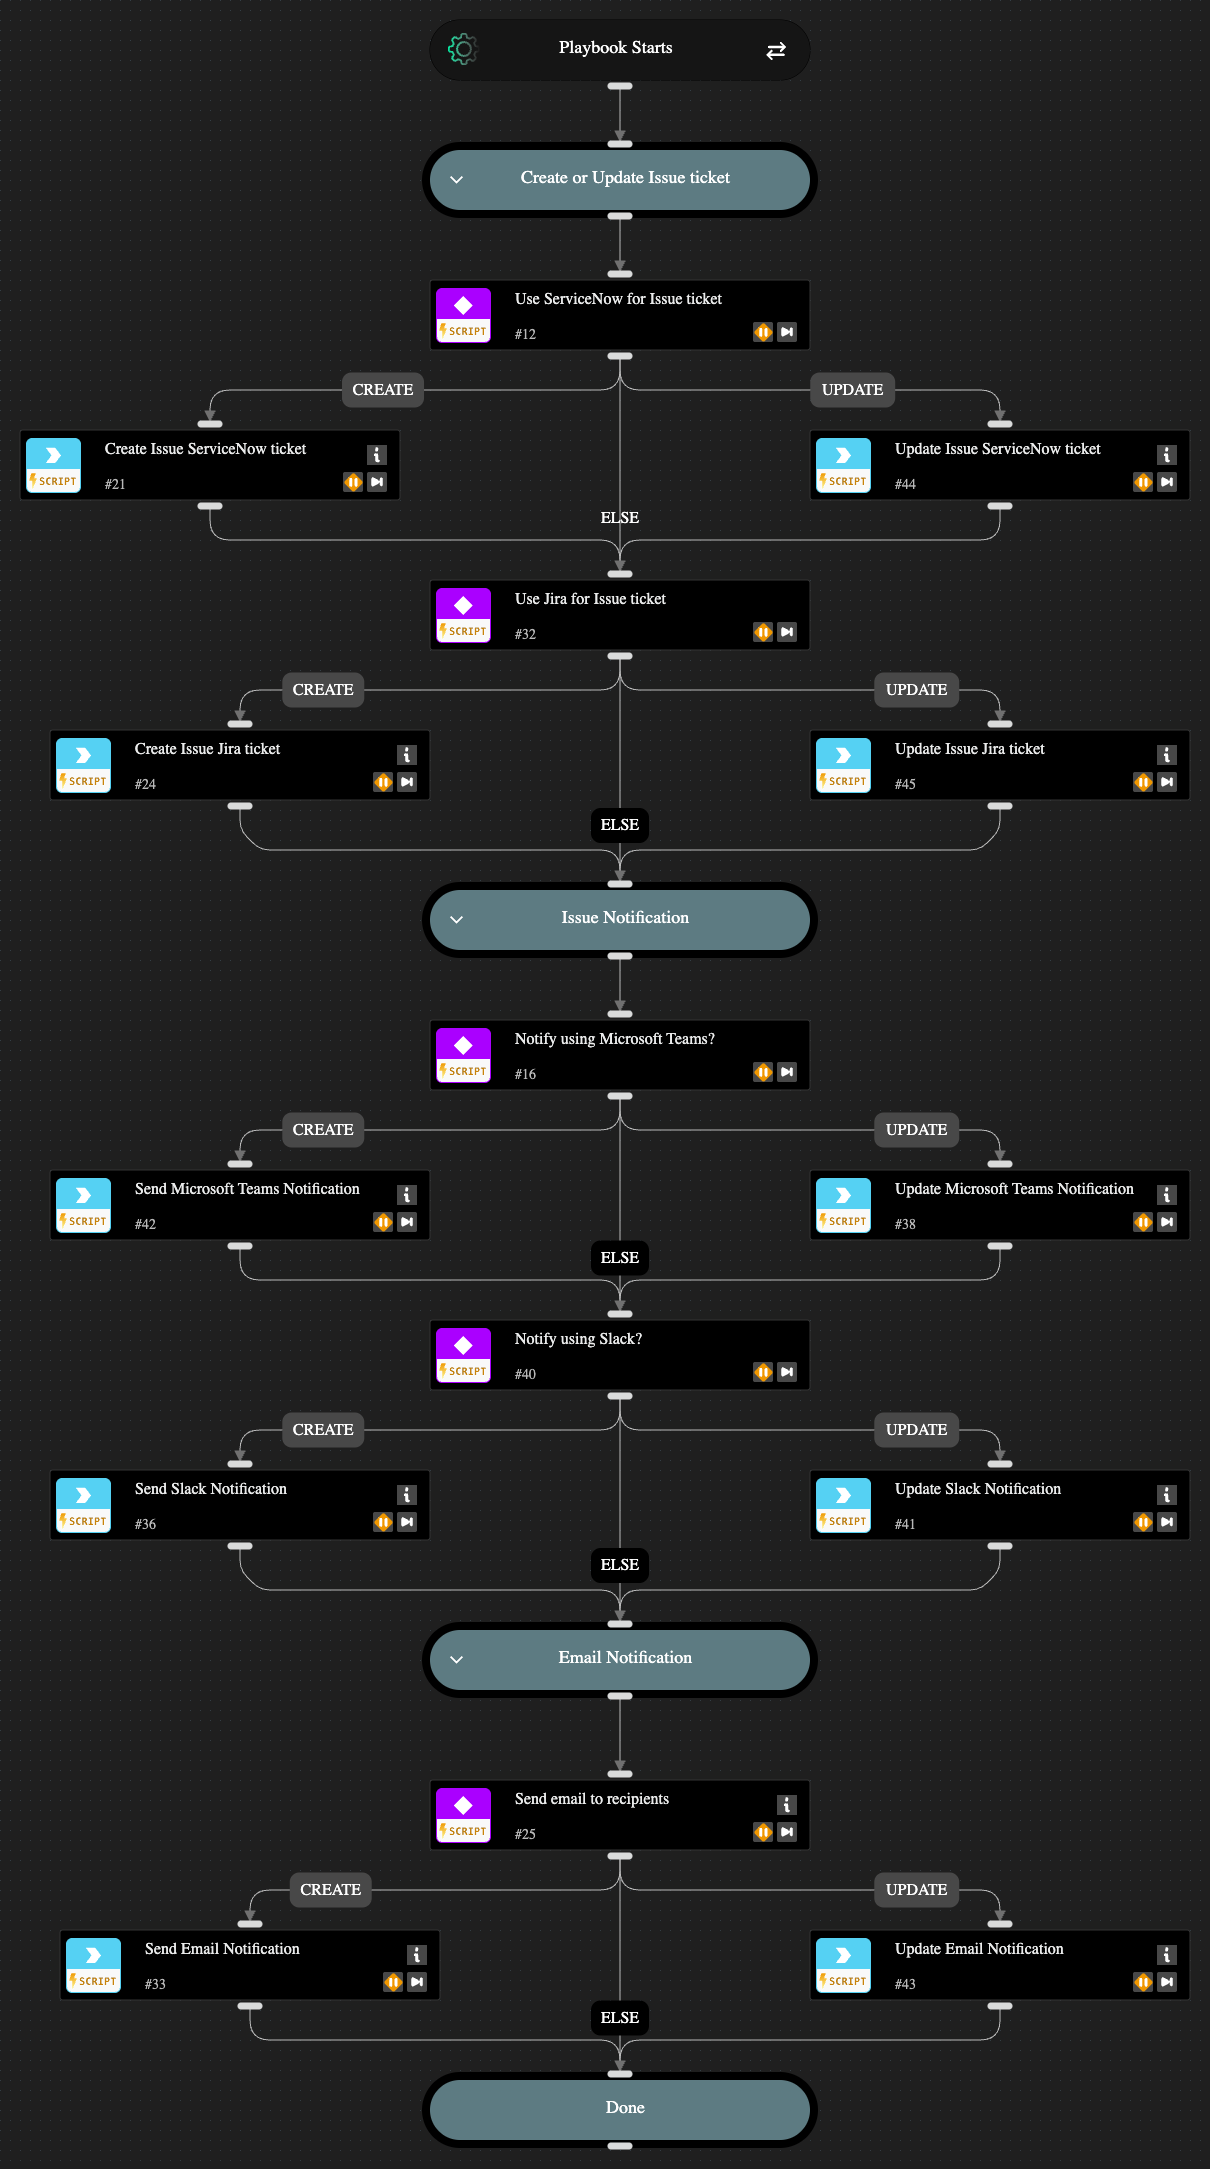 Playbook Starts
Create or Update Issue ticket
Use ServiceNow for Issue ticket
SCRIPT
#12
CREATE
UPDATE
Create Issue ServiceNow ticket
SCRIPT
#21
Update Issue ServiceNow ticket
SCRIPT
#44
ELSE
Use Jira for Issue ticket
SCRIPT
#32
CREATE
UPDATE
Create Issue Jira ticket
SCRIPT
#24
Update Issue Jira ticket
SCRIPT
#45
ELSE
Issue Notification
Notify using Microsoft Teams?
SCRIPT
#16
CREATE
UPDATE
Send Microsoft Teams Notification
SCRIPT
#42
Update Microsoft Teams Notification
SCRIPT
#38
ELSE
Notify using Slack?
SCRIPT
#40
CREATE
UPDATE
Send Slack Notification
SCRIPT
#36
Update Slack Notification
SCRIPT
#41
ELSE
Email Notification
Send email to recipients
SCRIPT
#25
CREATE
UPDATE
Send Email Notification
SCRIPT
#33
Update Email Notification
SCRIPT
#43
ELSE
Done